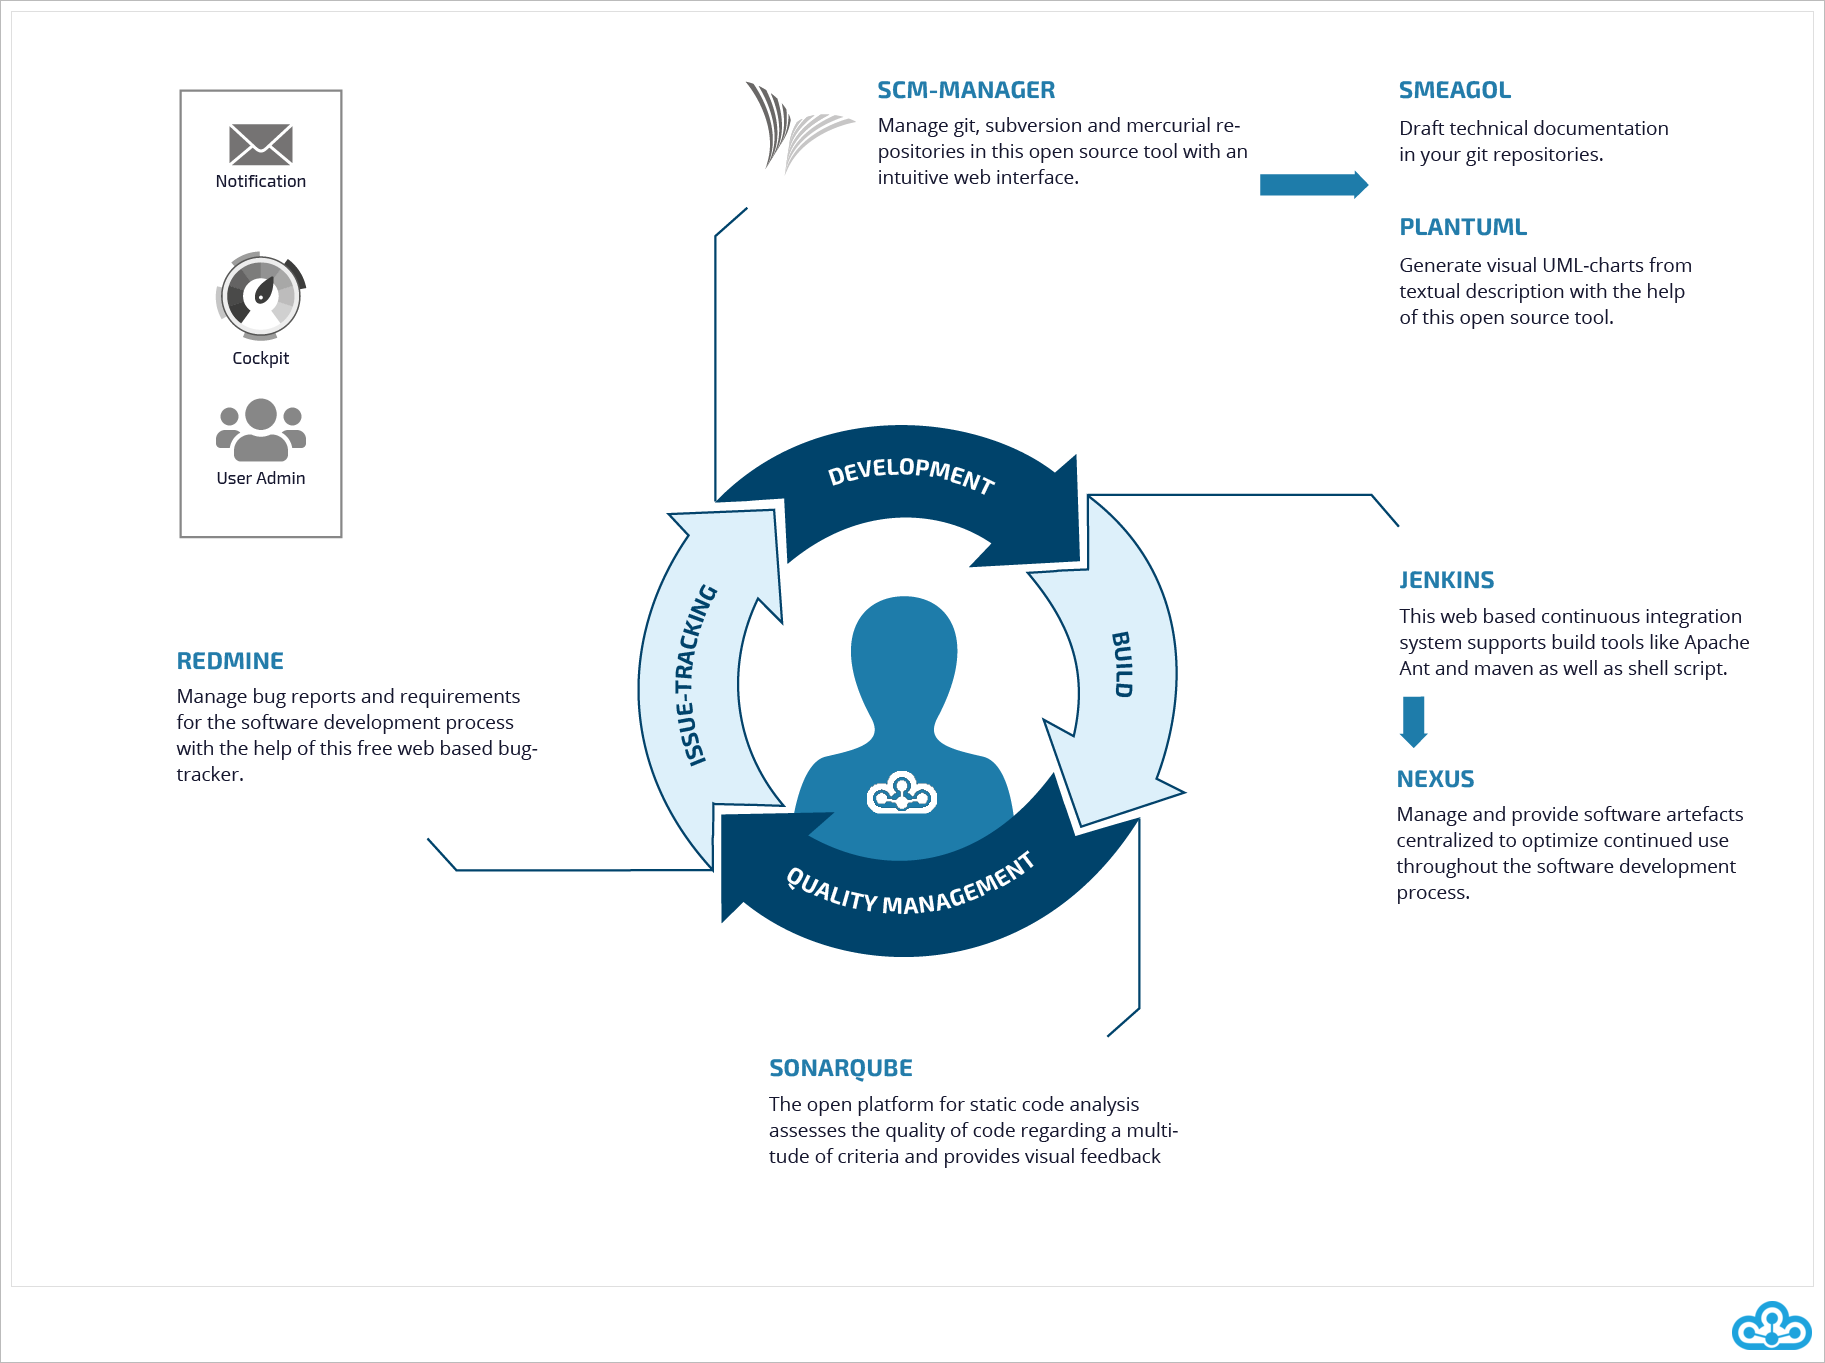 Notification
Cockpit
User Admin
SCM-MANAGER
Manage git, subversion and mercurial re-
positories in this open source tool with an
intuitive web interface.
SMEAGOL
Draft technical documentation
in your git repositories.
PLANTUML
Generate visual UML-charts from
textual description with the help
of this open source tool.
DEVELOPMENT
BUILD
QUALITY MANAGEMENT
ISSUE-TRACKING
JENKINS
This web based continuous integration
system supports build tools like Apache
Ant and maven as well as shell script.
NEXUS
Manage and provide software artefacts
centralized to optimize continued use
throughout the software development
process.
REDMINE
Manage bug reports and requirements
for the software development process
with the help of this free web based bug-
tracker.
SONARQUBE
The open platform for static code analysis
assesses the quality of code regarding a multi-
tude of criteria and provides visual feedback